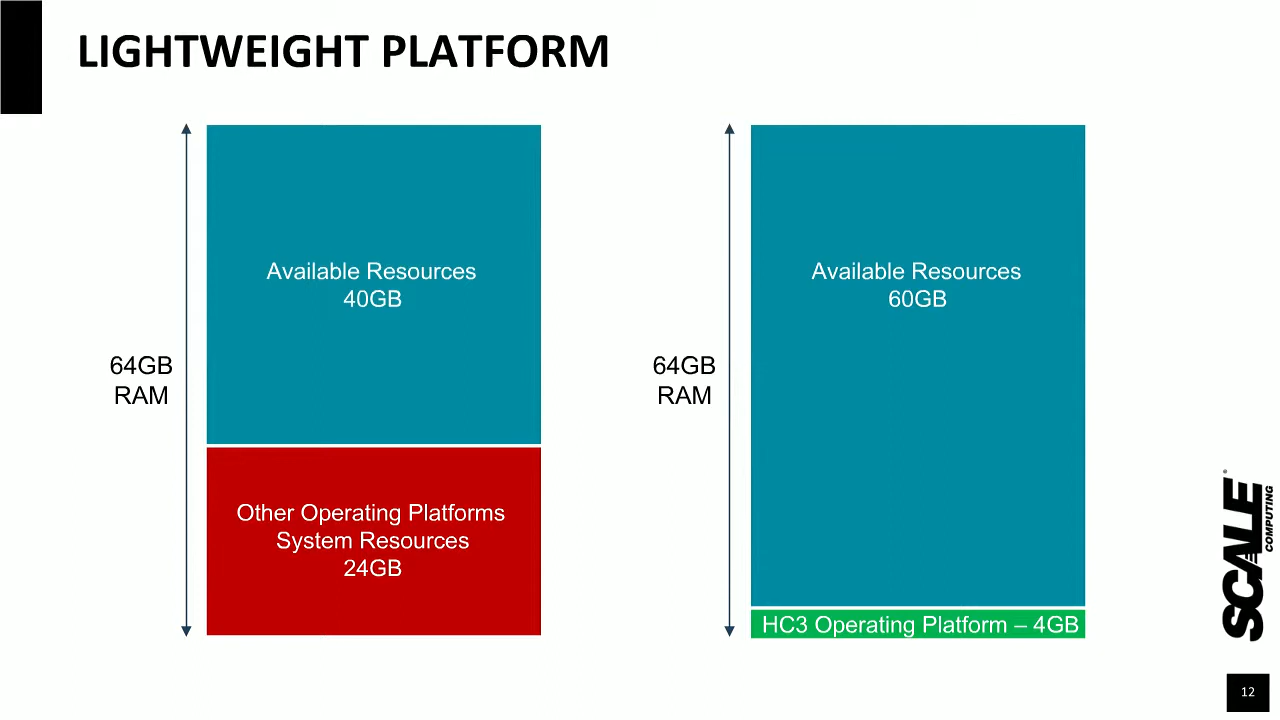 LIGHTWEIGHT PLATFORM
64GB
RAM
Available Resources
40GB
Other Operating Platforms
System Resources
24GB
64GB
RAM
Available Resources
60GB
HC3 Operating Platform – 4GB
SCALE
COMPUTING
12